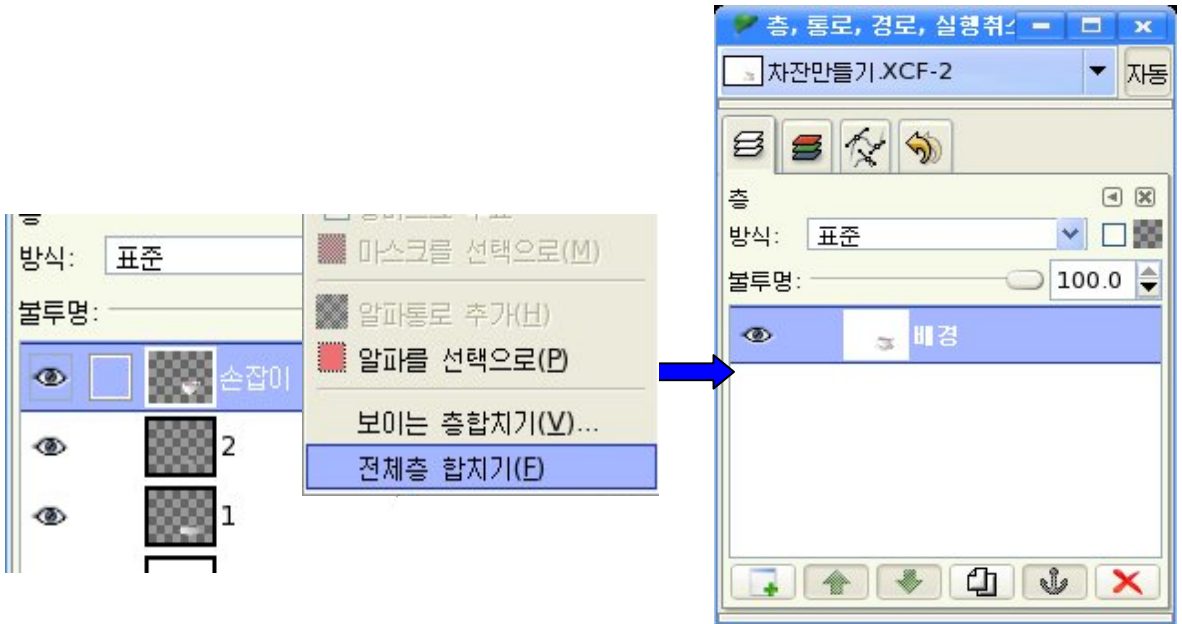 층
방식: 표준
불투명:
손잡이
2
1
마스크를 선택으로(M)
알파통로 추가(H)
알파를 선택으로(P)
보이는 층합치기(V)...
전체층 합치기(F)
층, 통로, 경로, 실행취소
차잔만들기.XCF-2
자동
층
방식: 표준
불투명: 100.0
배경